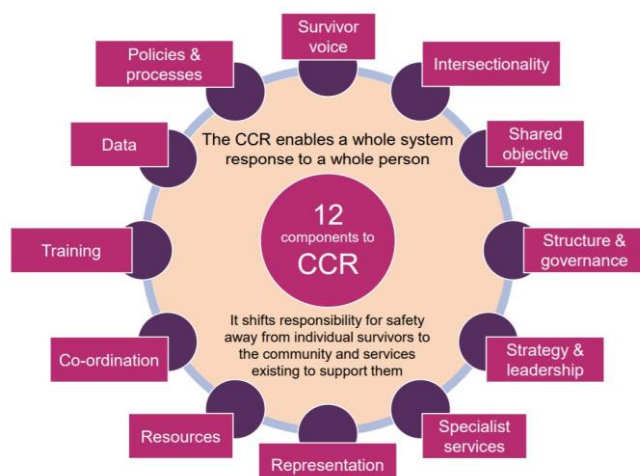 Survivor
voice
Intersectionality
Shared
objective
Structure &
governance
Strategy &
leadership
Specialist
services
Representation
Resources
Co-ordination
Training
Data
Policies &
processes
The CCR enables a whole system
response to a whole person
12
components to
CCR
It shifts responsibility for safety
away from individual survivors to
the community and services
existing to support them